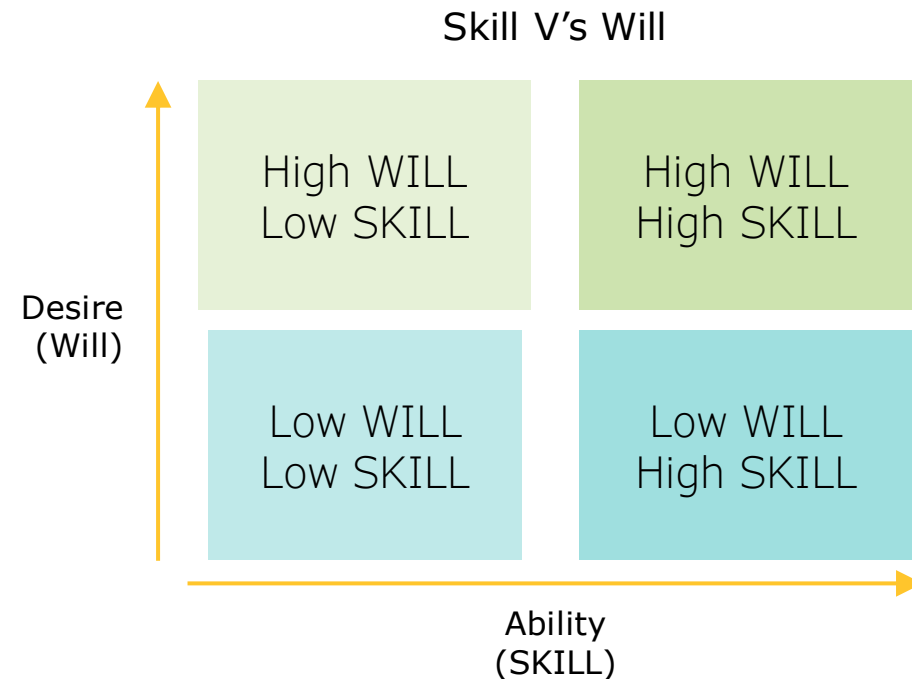 Skill V's Will
High WILL
Low SKILL
High WILL
High SKILL
Desire
(Will)
Low WILL
Low SKILL
Low WILL
High SKILL
Ability
(SKILL)